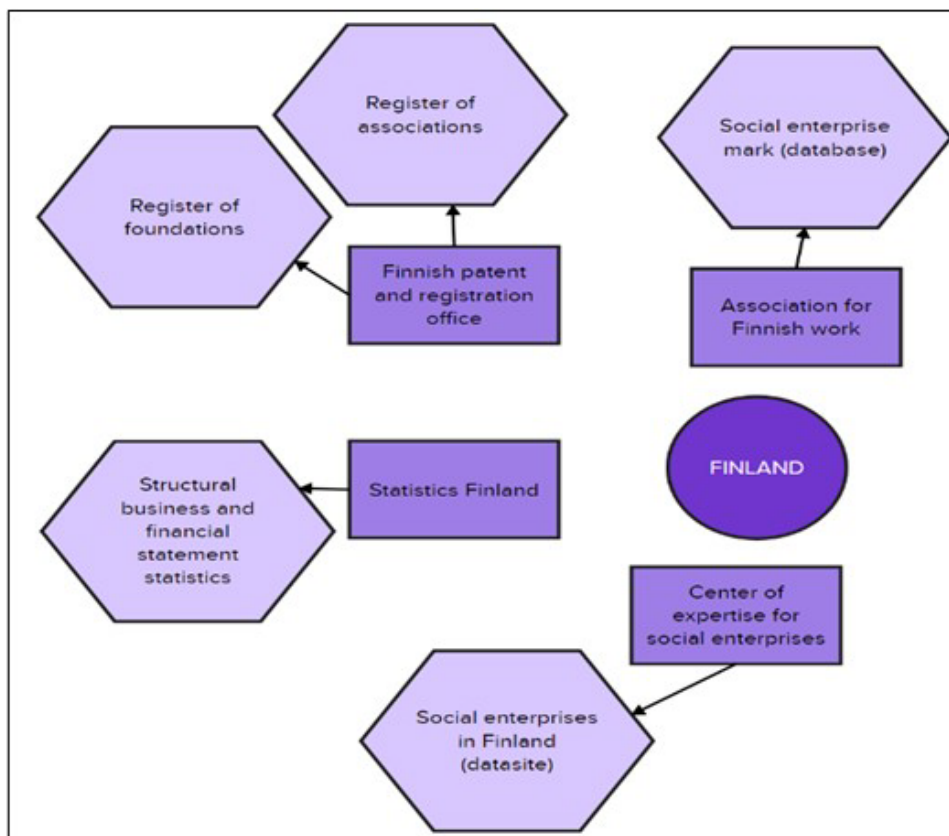 Register of
associations
Social enterprise
mark (database)
Register of
foundations
Finnish patent
and registration
office
Association for
Finnish work
FINLAND
Structural
business and
financial
statement
statistics
Statistics Finland
Center of
expertise for
social enterprises
Social enterprises
in Finland
(datasite)